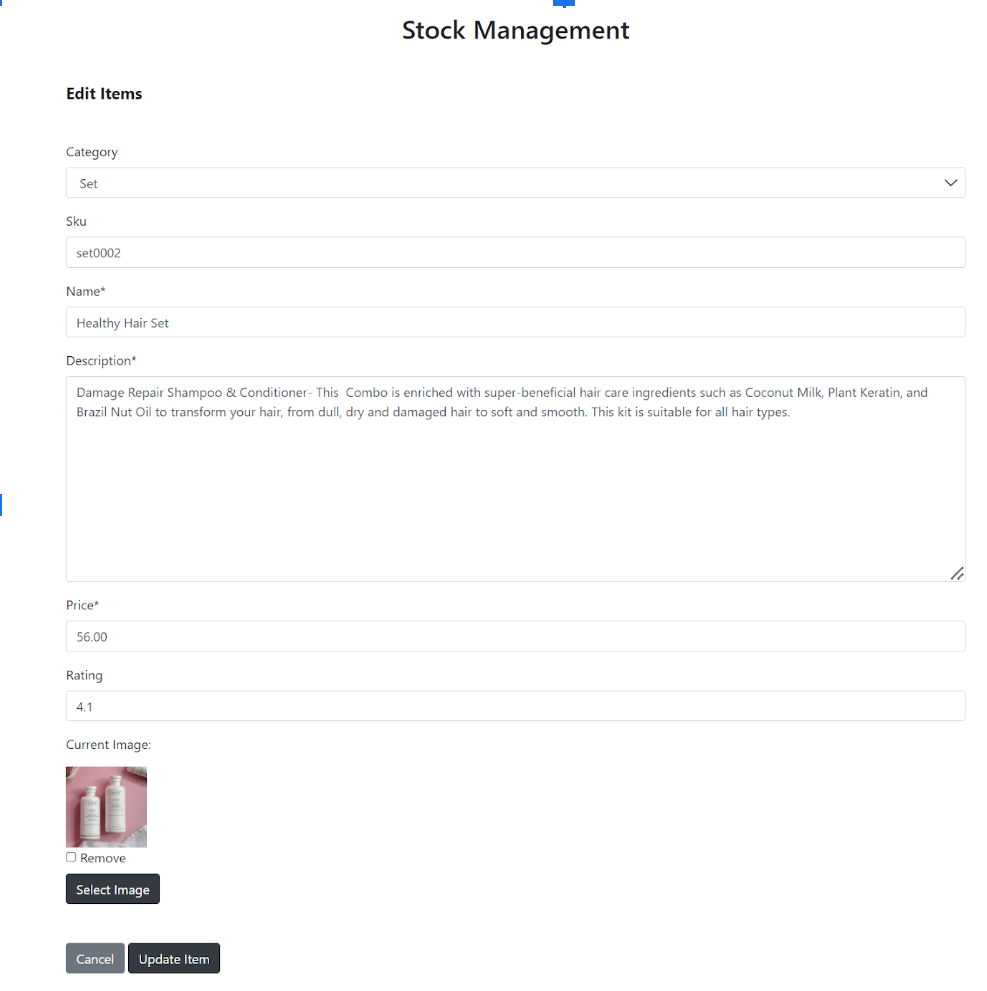 Stock Management
Edit Items
Category
Set
Sku
set0002
Name*
Healthy Hair Set
Description*
Damage Repair Shampoo & Conditioner- This  Combo is enriched with super-beneficial hair care ingredients such as Coconut Milk, Plant Keratin, and
Brazil Nut Oil to transform your hair, from dull, dry and damaged hair to soft and smooth. This kit is suitable for all hair types.
Price*
56.00
Rating
4.1
Current Image:
Remove
Select Image
Cancel Update Item